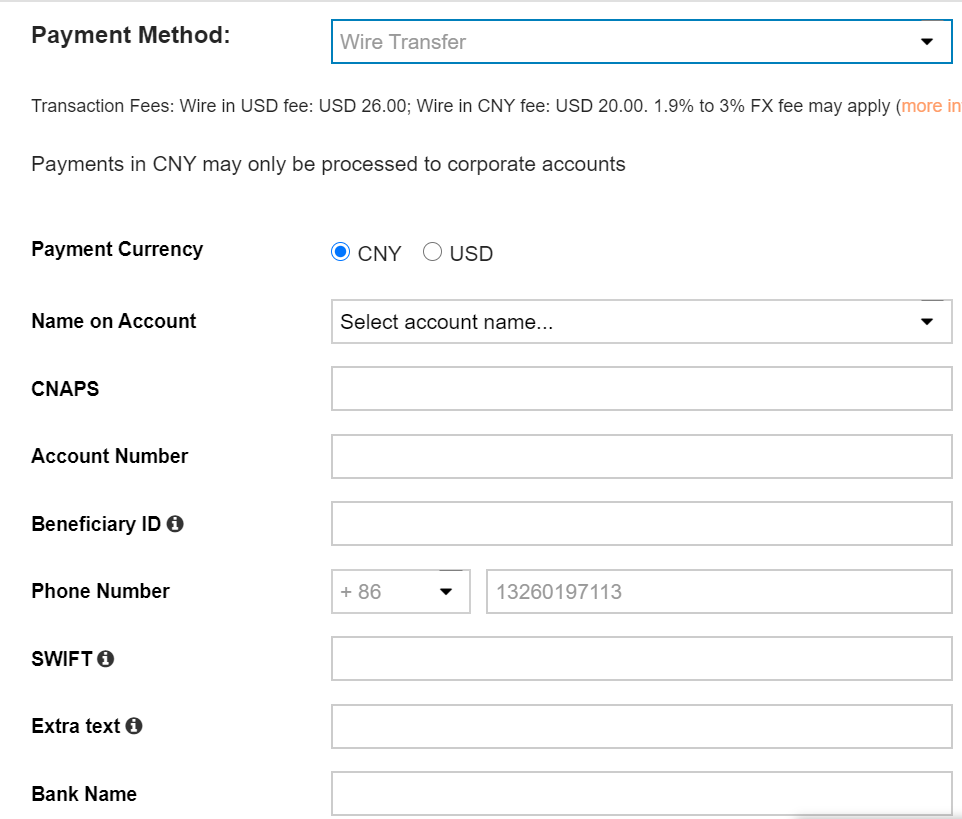 Payment Method:
Wire Transfer
Transaction Fees: Wire in USD fee: USD 26.00; Wire in CNY fee: USD 20.00. 1.9% to 3% FX fee may apply (more in
Payments in CNY may only be processed to corporate accounts
Payment Currency
CNY USD
Name on Account
Select account name...
CNAPS
Account Number
Beneficiary ID
Phone Number
+ 86
13260197113
SWIFT
Extra text
Bank Name